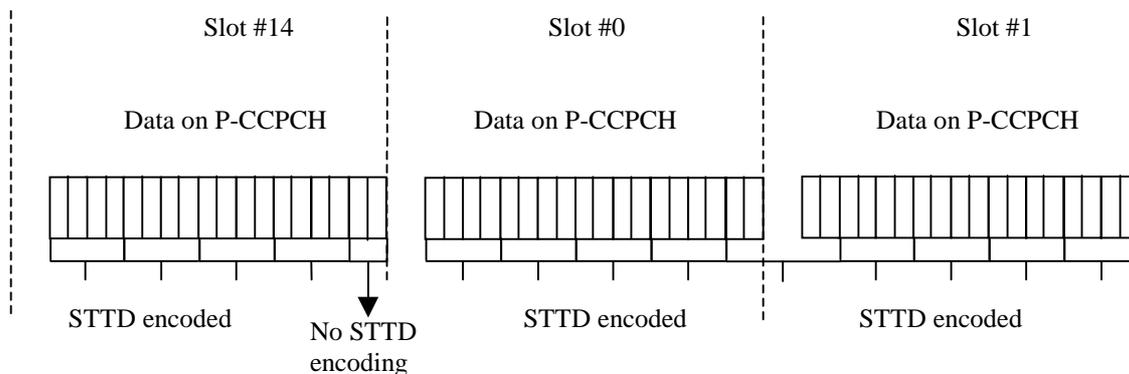 Slot #14
Slot #0
Slot #1
Data on P-CCPCH
Data on P-CCPCH
Data on P-CCPCH
STTD encoded
No STTD
encoding
STTD encoded
STTD encoded